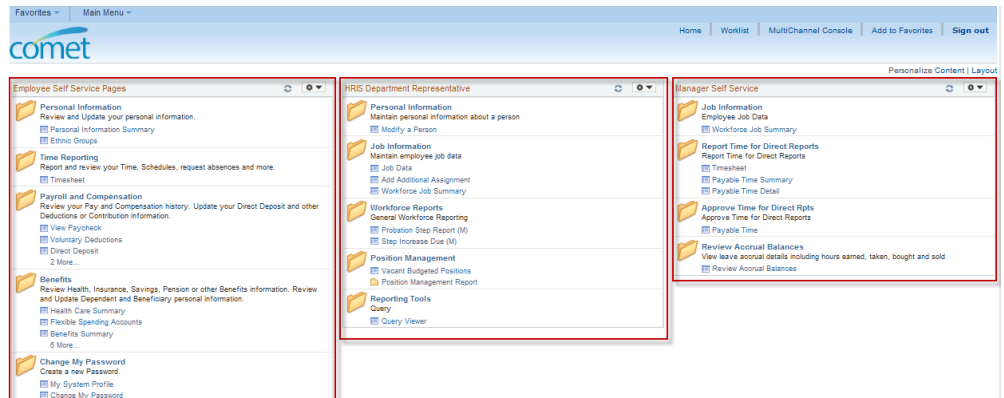 Favorites Main Menu
comet
Home Worklist MultiChannel Console Add to Favorites Sign out
Personalize Content | Layout
Employee Self Service Pages
Personal Information
Review and Update your personal information.
Personal Information Summary
Ethnic Groups
Time Reporting
Report and review your Time, Schedules, request absences and more.
Timesheet
Payroll and Compensation
Review your Pay and Compensation history. Update your Direct Deposit and other
Deductions or Contribution information.
View Paycheck
Voluntary Deductions
Direct Deposit
2 More...
Benefits
Review Health, Insurance, Savings, Pension or other Benefits information. Review
and Update Dependent and Beneficiary personal information.
Health Care Summary
Flexible Spending Accounts
Benefits Summary
6 More...
Change My Password
Create a new Password.
My System Profile
Change My Password
HRIS Department Representative
Personal Information
Maintain personal information about a person
Modify a Person
Job Information
Maintain employee job data
Job Data
Add Additional Assignment
Workforce Job Summary
Workforce Reports
General Workforce Reporting
Probation Step Report (M)
Step Increase Due (M)
Position Management
Vacant Budgeted Positions
Position Management Report
Reporting Tools
Query
Query Viewer
Manager Self Service
Job Information
Employee Job Data
Workforce Job Summary
Report Time for Direct Reports
Report Time for Direct Reports
Timesheet
Payable Time Summary
Payable Time Detail
Approve Time for Direct Rpts
Approve Time for Direct Reports
Payable Time
Review Accrual Balances
View leave accrual details including hours earned, taken, bought and sold
Review Accrual Balances